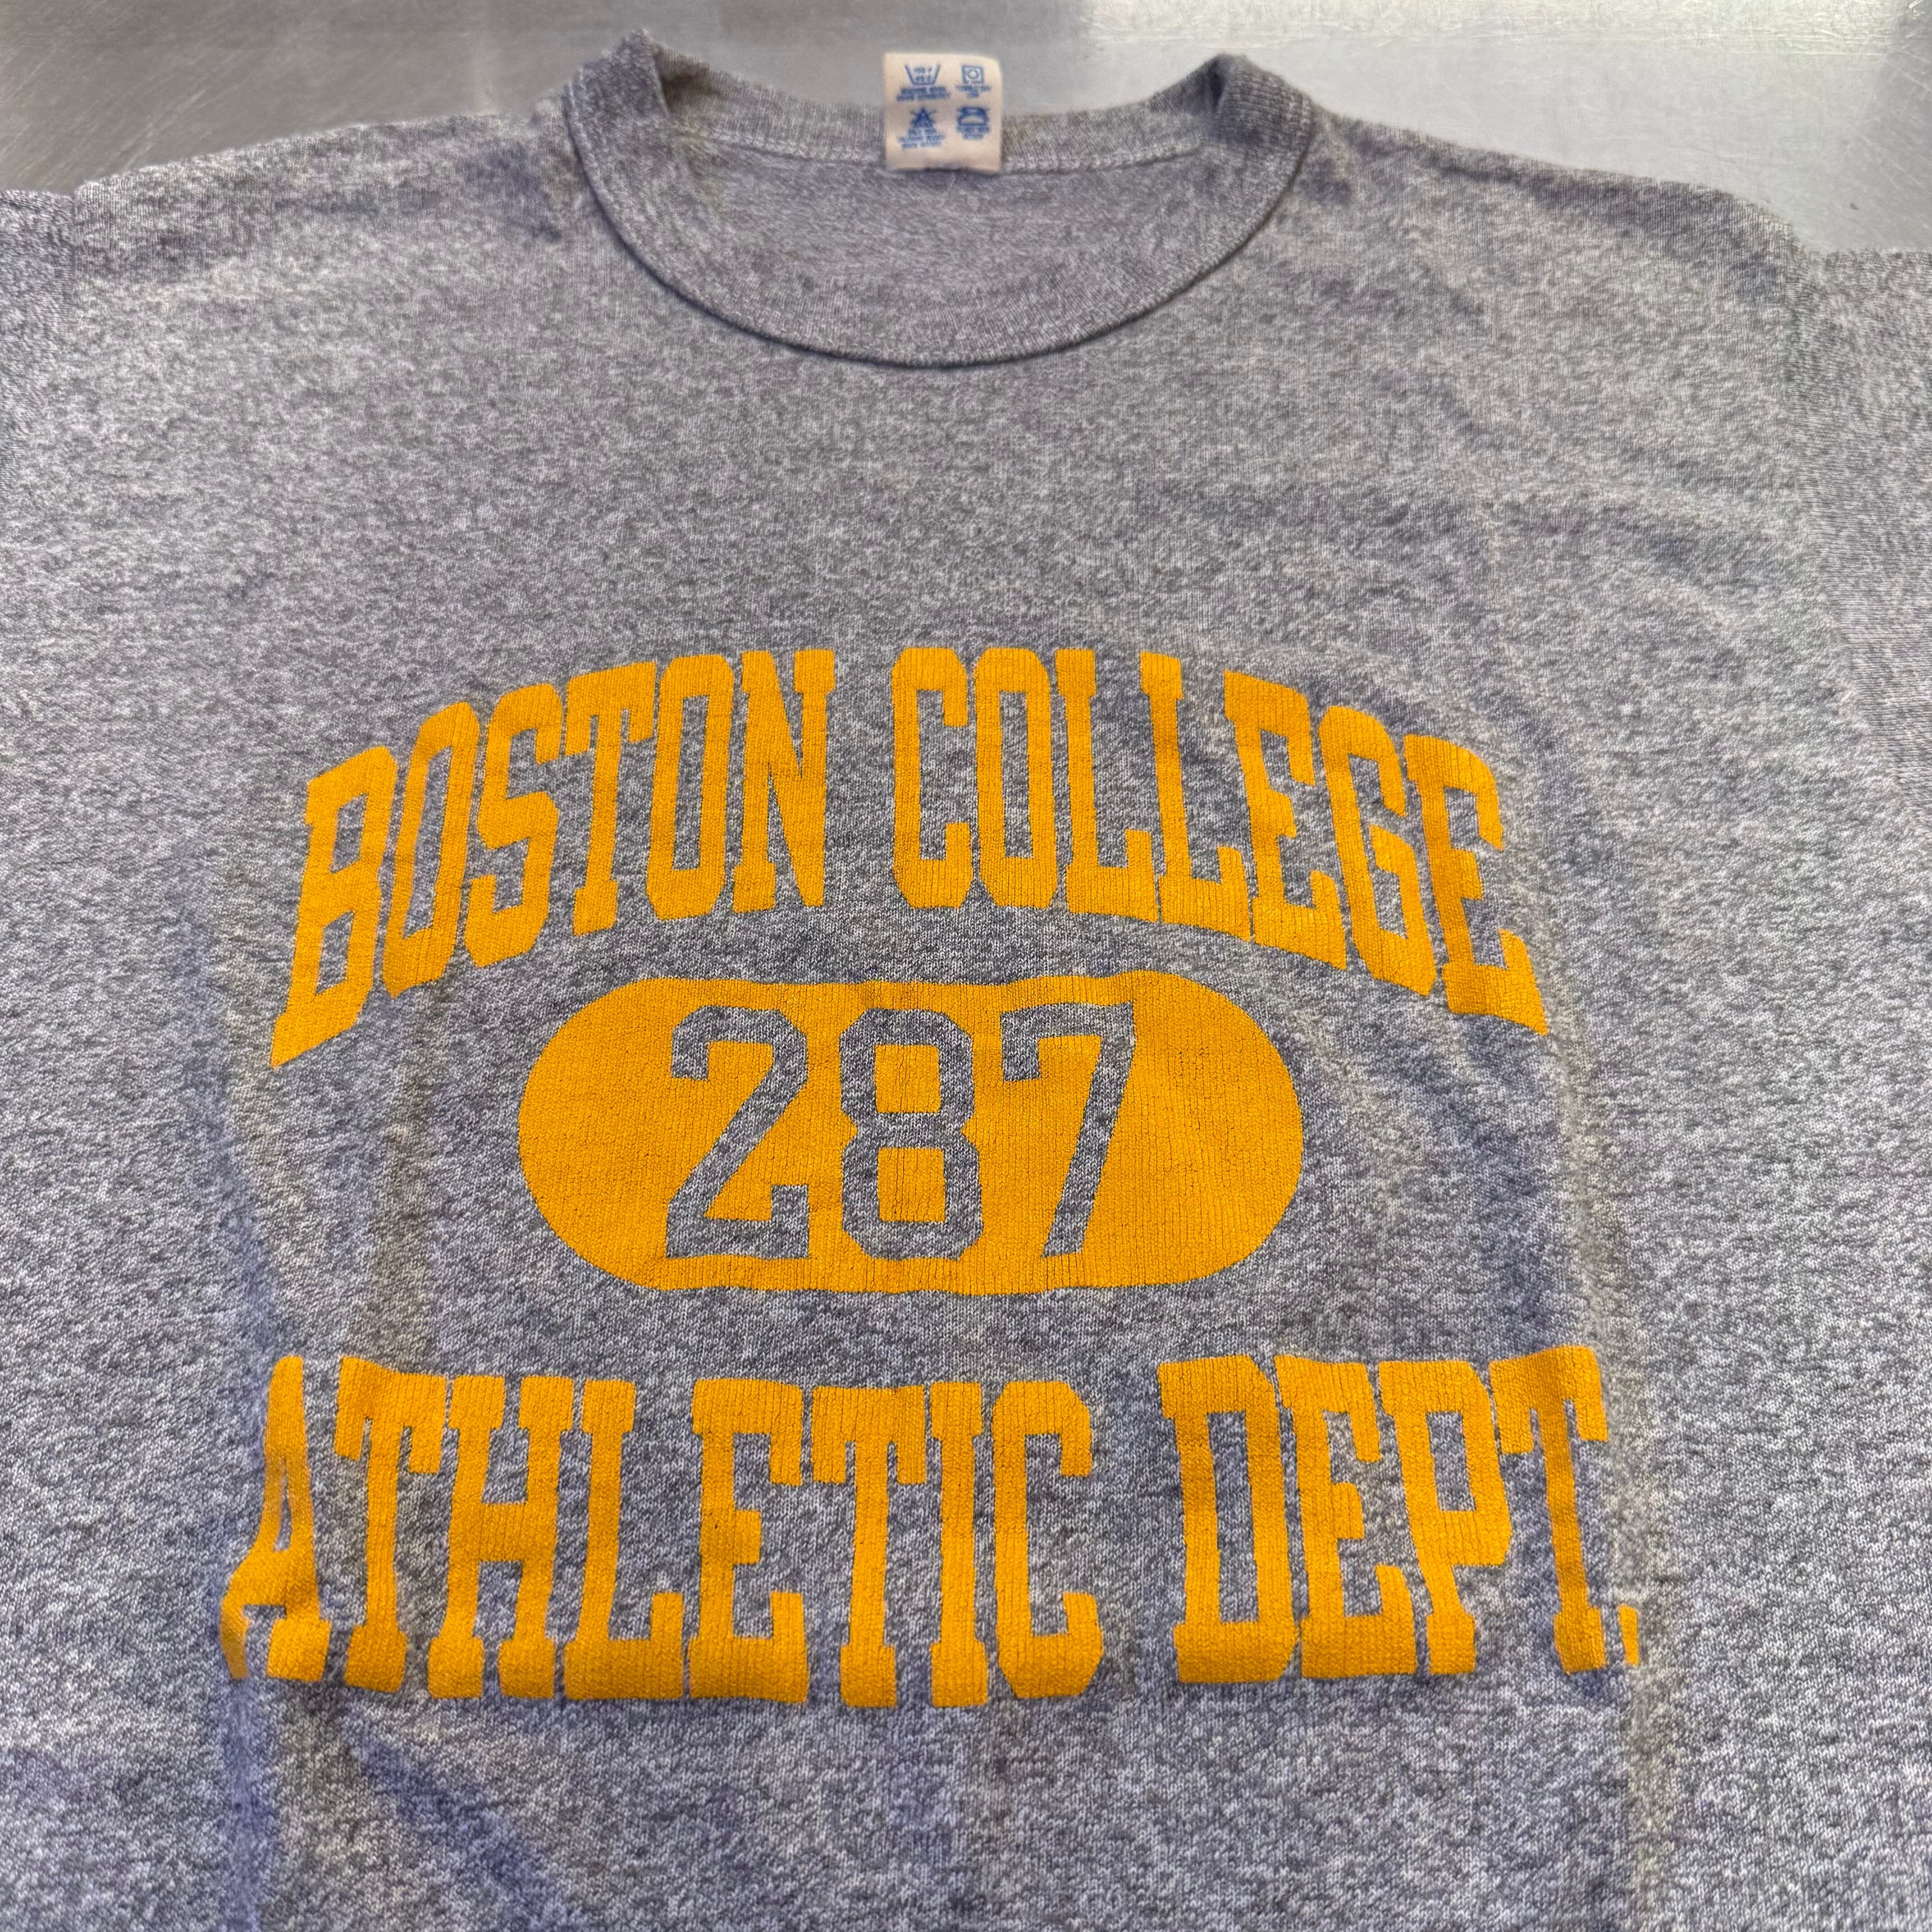 BOSTON COLLEGE
287
ATHLETIC DEPT.